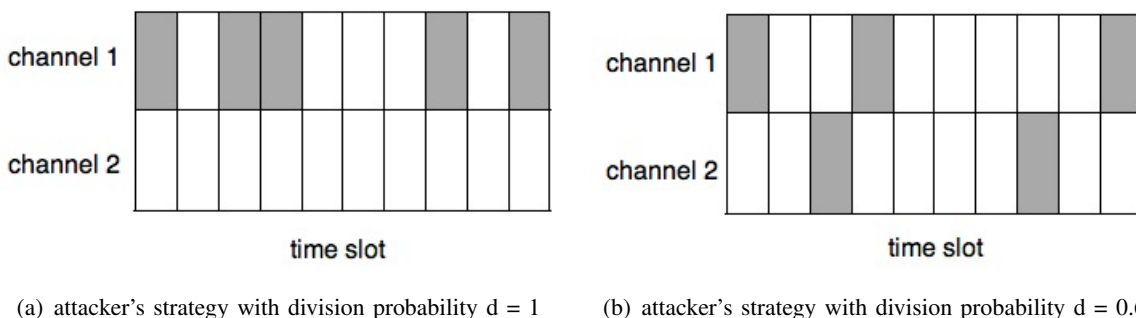 channel 1
channel 2
time slot
channel 1
channel 2
time slot
(a) attacker's strategy with division probability d = 1
(b) attacker's strategy with division probability d = 0.6